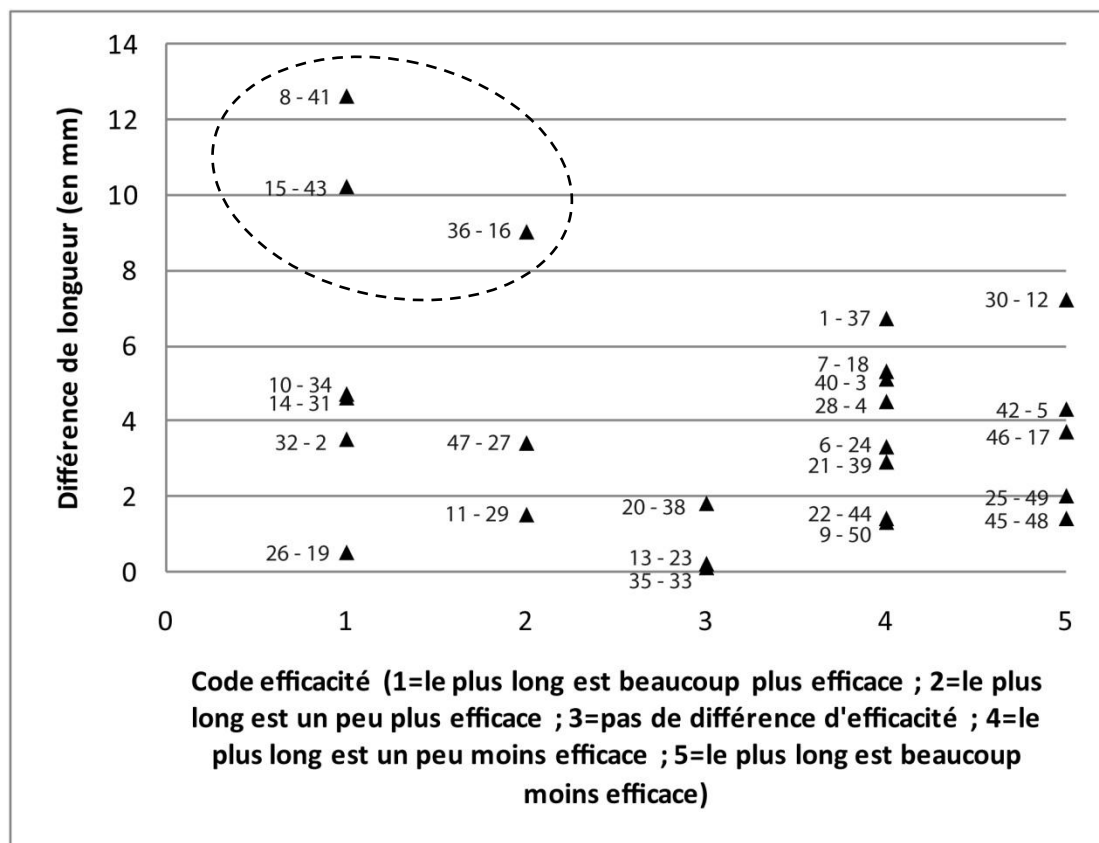 14
12
10
8
6
4
2
0
Différence de longueur (en mm)
8 - 41
15 - 43
36 - 16
30 - 12
1 - 37
7 - 18
40 - 3
28 - 4
10 - 34
14 - 31
42 - 5
46 - 17
32 - 2
47 - 27
6 - 24
21 - 39
25 - 49
20 - 38
11 - 29
22 - 44
45 - 48
9 - 50
26 - 19
13 - 23
35 - 33
0 1 2 3 4 5
Code efficacité (1=le plus long est beaucoup plus efficace ; 2=le plus
long est un peu plus efficace ; 3=pas de différence d'efficacité ; 4=le
plus long est un peu moins efficace ; 5=le plus long est beaucoup
moins efficace)